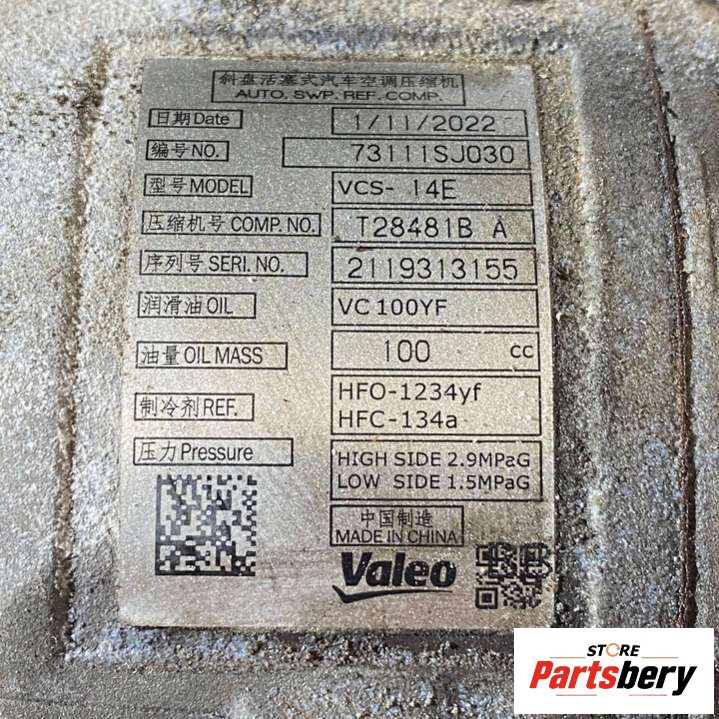 斜盘活塞式汽车空调压缩机
AUTO. SWP. REF. COMP.
日期Date 1/11/2022
编号NO. 73111SJ030
型号MODEL VCS- 14E
压缩机号 COMP.NO. T28481B A
序列号 SERI. NO. 2119313155
润滑油OIL VC100YF
油量 OIL MASS 100 cc
制冷剂 REF. HFO-1234yf
HFC-134a
压力 Pressure HIGH SIDE 2.9MPaG
LOW SIDE 1.5MPaG
中国制造
MADE IN CHINA
Valeo
STORE
Partsbery